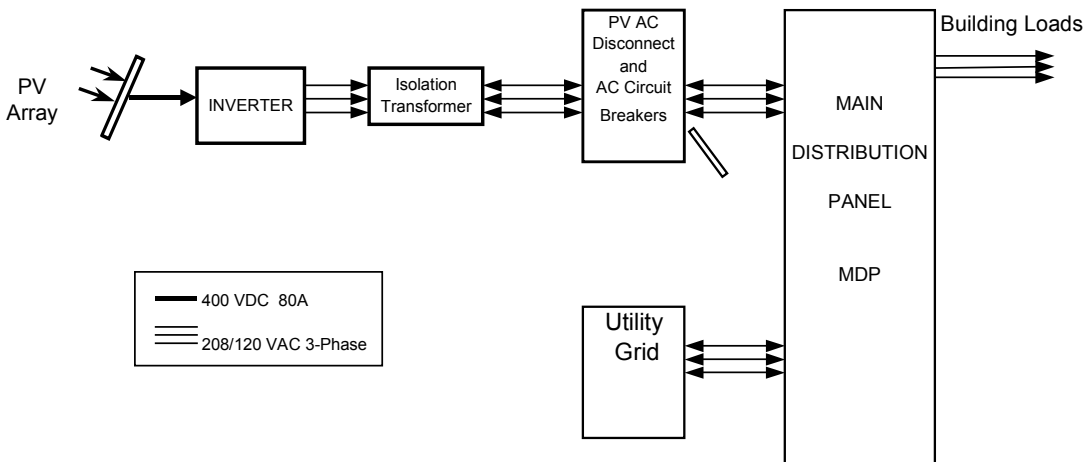 PV
Array
INVERTER
Isolation
Transformer
PV AC
Disconnect
and
AC Circuit
Breakers
MAIN
DISTRIBUTION
PANEL
MDP
Building Loads
400 VDC 80A
208/120 VAC 3-Phase
Utility
Grid